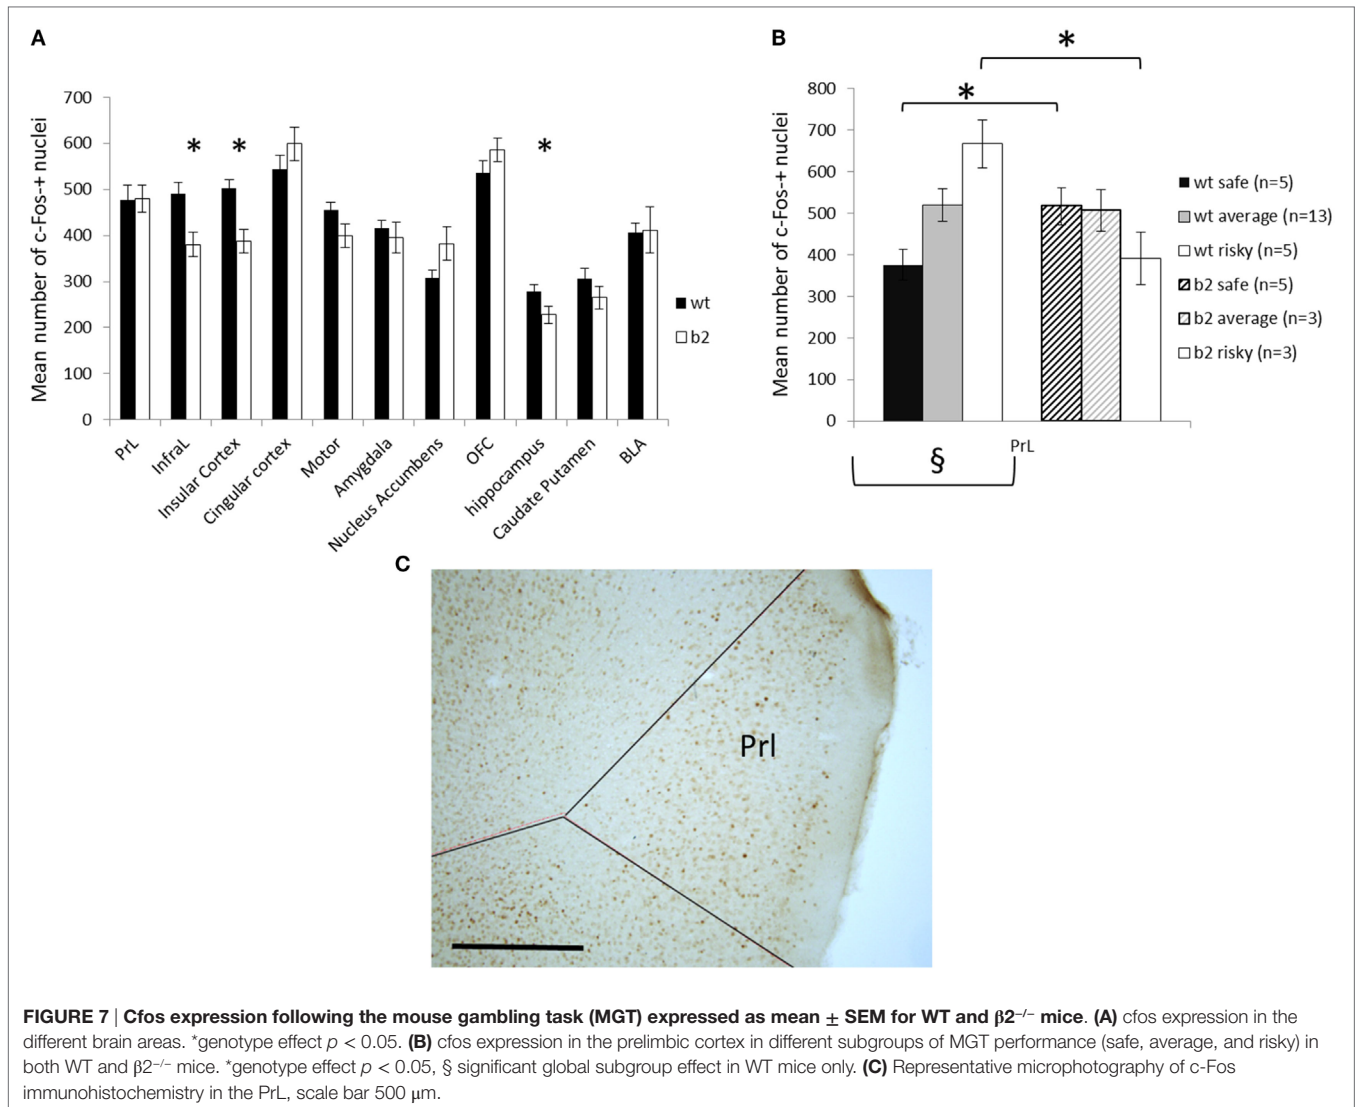 A
Mean number of c-Fos-+ nuclei
700
600
500
400
300
200
100
0
*
*
*
PrL
InfraL
Insular Cortex
Cingular cortex
Motor
Amygdala
Nucleus Accumbens
OFC
hippocampus
Caudate Putamen
BLA
wt
b2
B
Mean number of c-Fos-+ nuclei
800
700
600
500
400
300
200
100
0
*
*
§
PrL
wt safe (n=5)
wt average (n=13)
wt risky (n=5)
b2 safe (n=5)
b2 average (n=3)
b2 risky (n=3)
C
Prl
FIGURE 7 | Cfos expression following the mouse gambling task (MGT) expressed as mean ± SEM for WT and β2⁻/⁻ mice. (A) cfos expression in the
different brain areas. *genotype effect p < 0.05. (B) cfos expression in the prelimbic cortex in different subgroups of MGT performance (safe, average, and risky) in
both WT and β2⁻/⁻ mice. *genotype effect p < 0.05, § significant global subgroup effect in WT mice only. (C) Representative microphotography of c-Fos
immunohistochemistry in the PrL, scale bar 500 μm.